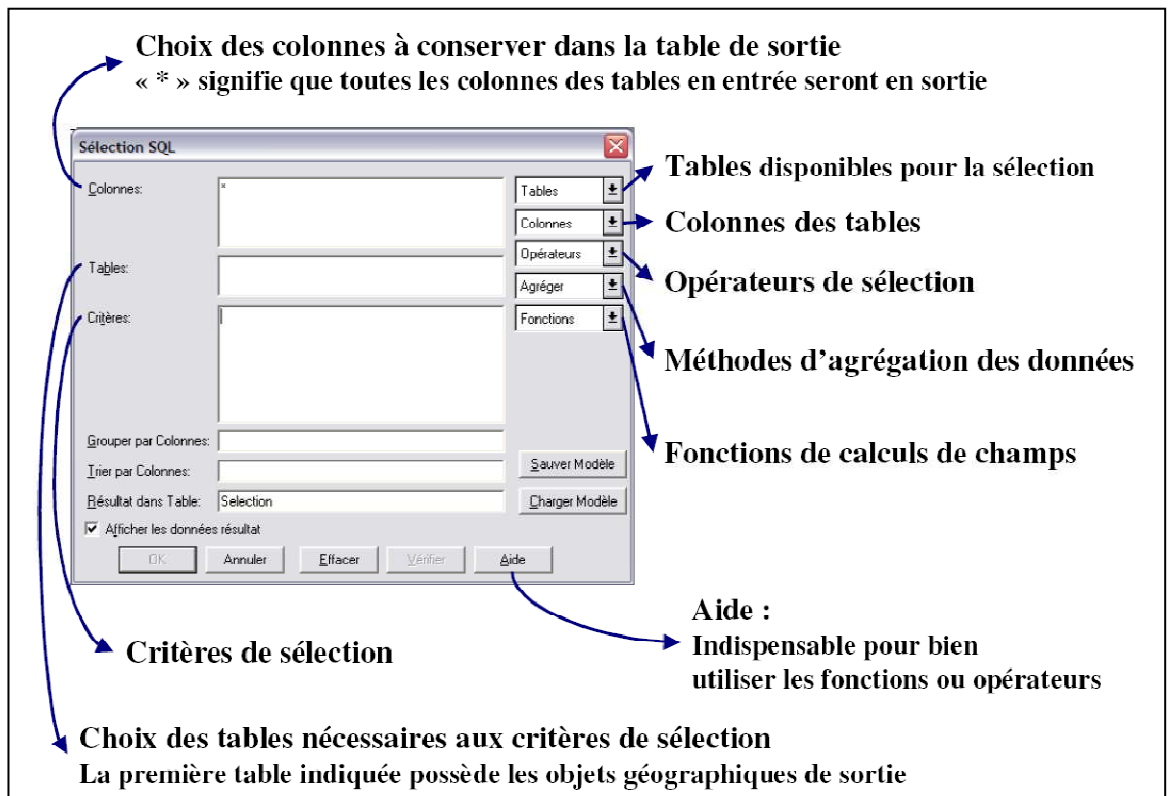 Choix des colonnes à conserver dans la table de sortie
« * » signifie que toutes les colonnes des tables en entrée seront en sortie
Sélection SQL
Colonnes:
*
Tables
Tables disponibles pour la sélection
Colonnes
Colonnes des tables
Opérateurs
Opérateurs de sélection
Tables:
Agréger
Méthodes d'agrégation des données
Critères:
Fonctions
Fonctions de calculs de champs
Grouper par Colonnes:
Trier par Colonnes:
Sauver Modèle
Résultat dans Table:
Selection
Charger Modèle
Afficher les données résultat
OK
Annuler
Effacer
Vérifier
Aide
Aide :
Indispensable pour bien
utiliser les fonctions ou opérateurs
Critères de sélection
Choix des tables nécessaires aux critères de sélection
La première table indiquée possède les objets géographiques de sortie